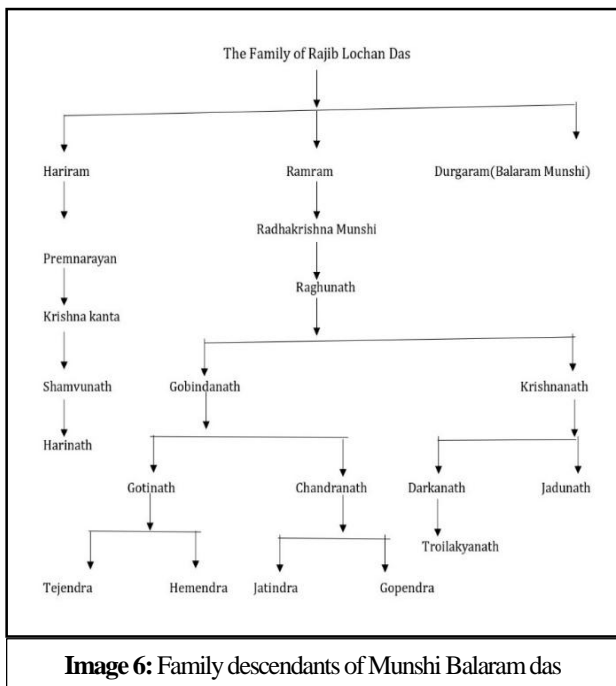 The Family of Rajib Lochan Das
Hariram Ramram Durgaram(Balaram Munshi)
Radhakrishna Munshi
Premnarayan
Raghunath
Krishna kanta
Shamvunath Gobindanath Krishnanath
Harinath
Gotinath Chandranath Darkanath Jadunath
Troilakyanath
Tejendra Hemendra Jatindra Gopendra
Image 6: Family descendants of Munshi Balaram das